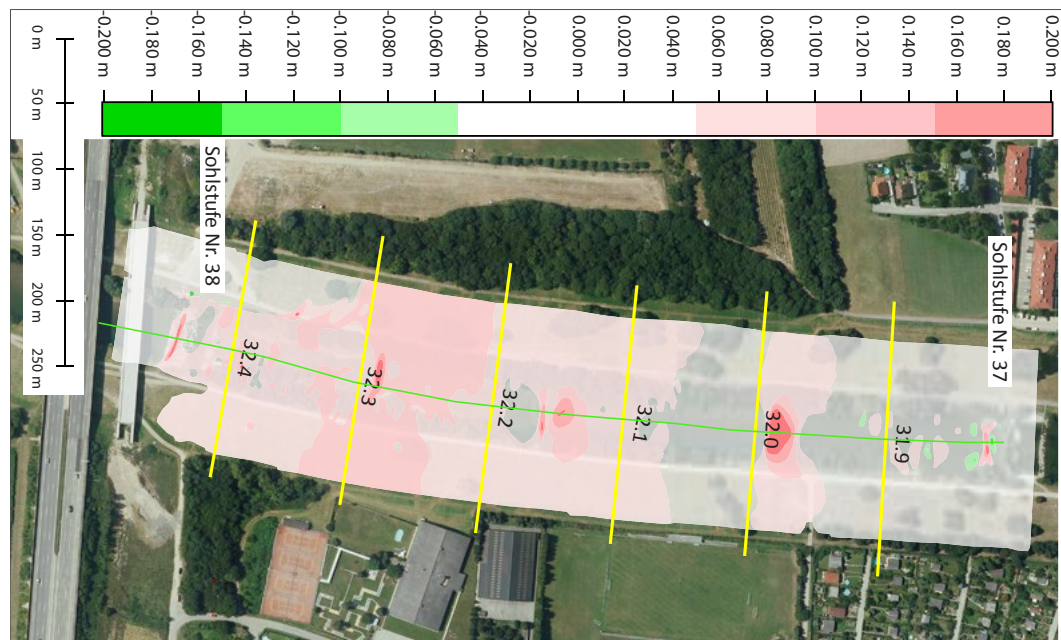 -0.200 m
-0.180 m
-0.160 m
-0.140 m
-0.120 m
-0.100 m
-0.080 m
-0.060 m
-0.040 m
-0.020 m
0.000 m
0.020 m
0.040 m
0.060 m
0.080 m
0.100 m
0.120 m
0.140 m
0.160 m
0.180 m
0.200 m
0 m
50 m
100 m
150 m
200 m
250 m
Sohlstufe Nr. 38
Sohlstufe Nr. 37
32.4
32.3
32.2
32.1
32.0
31.9